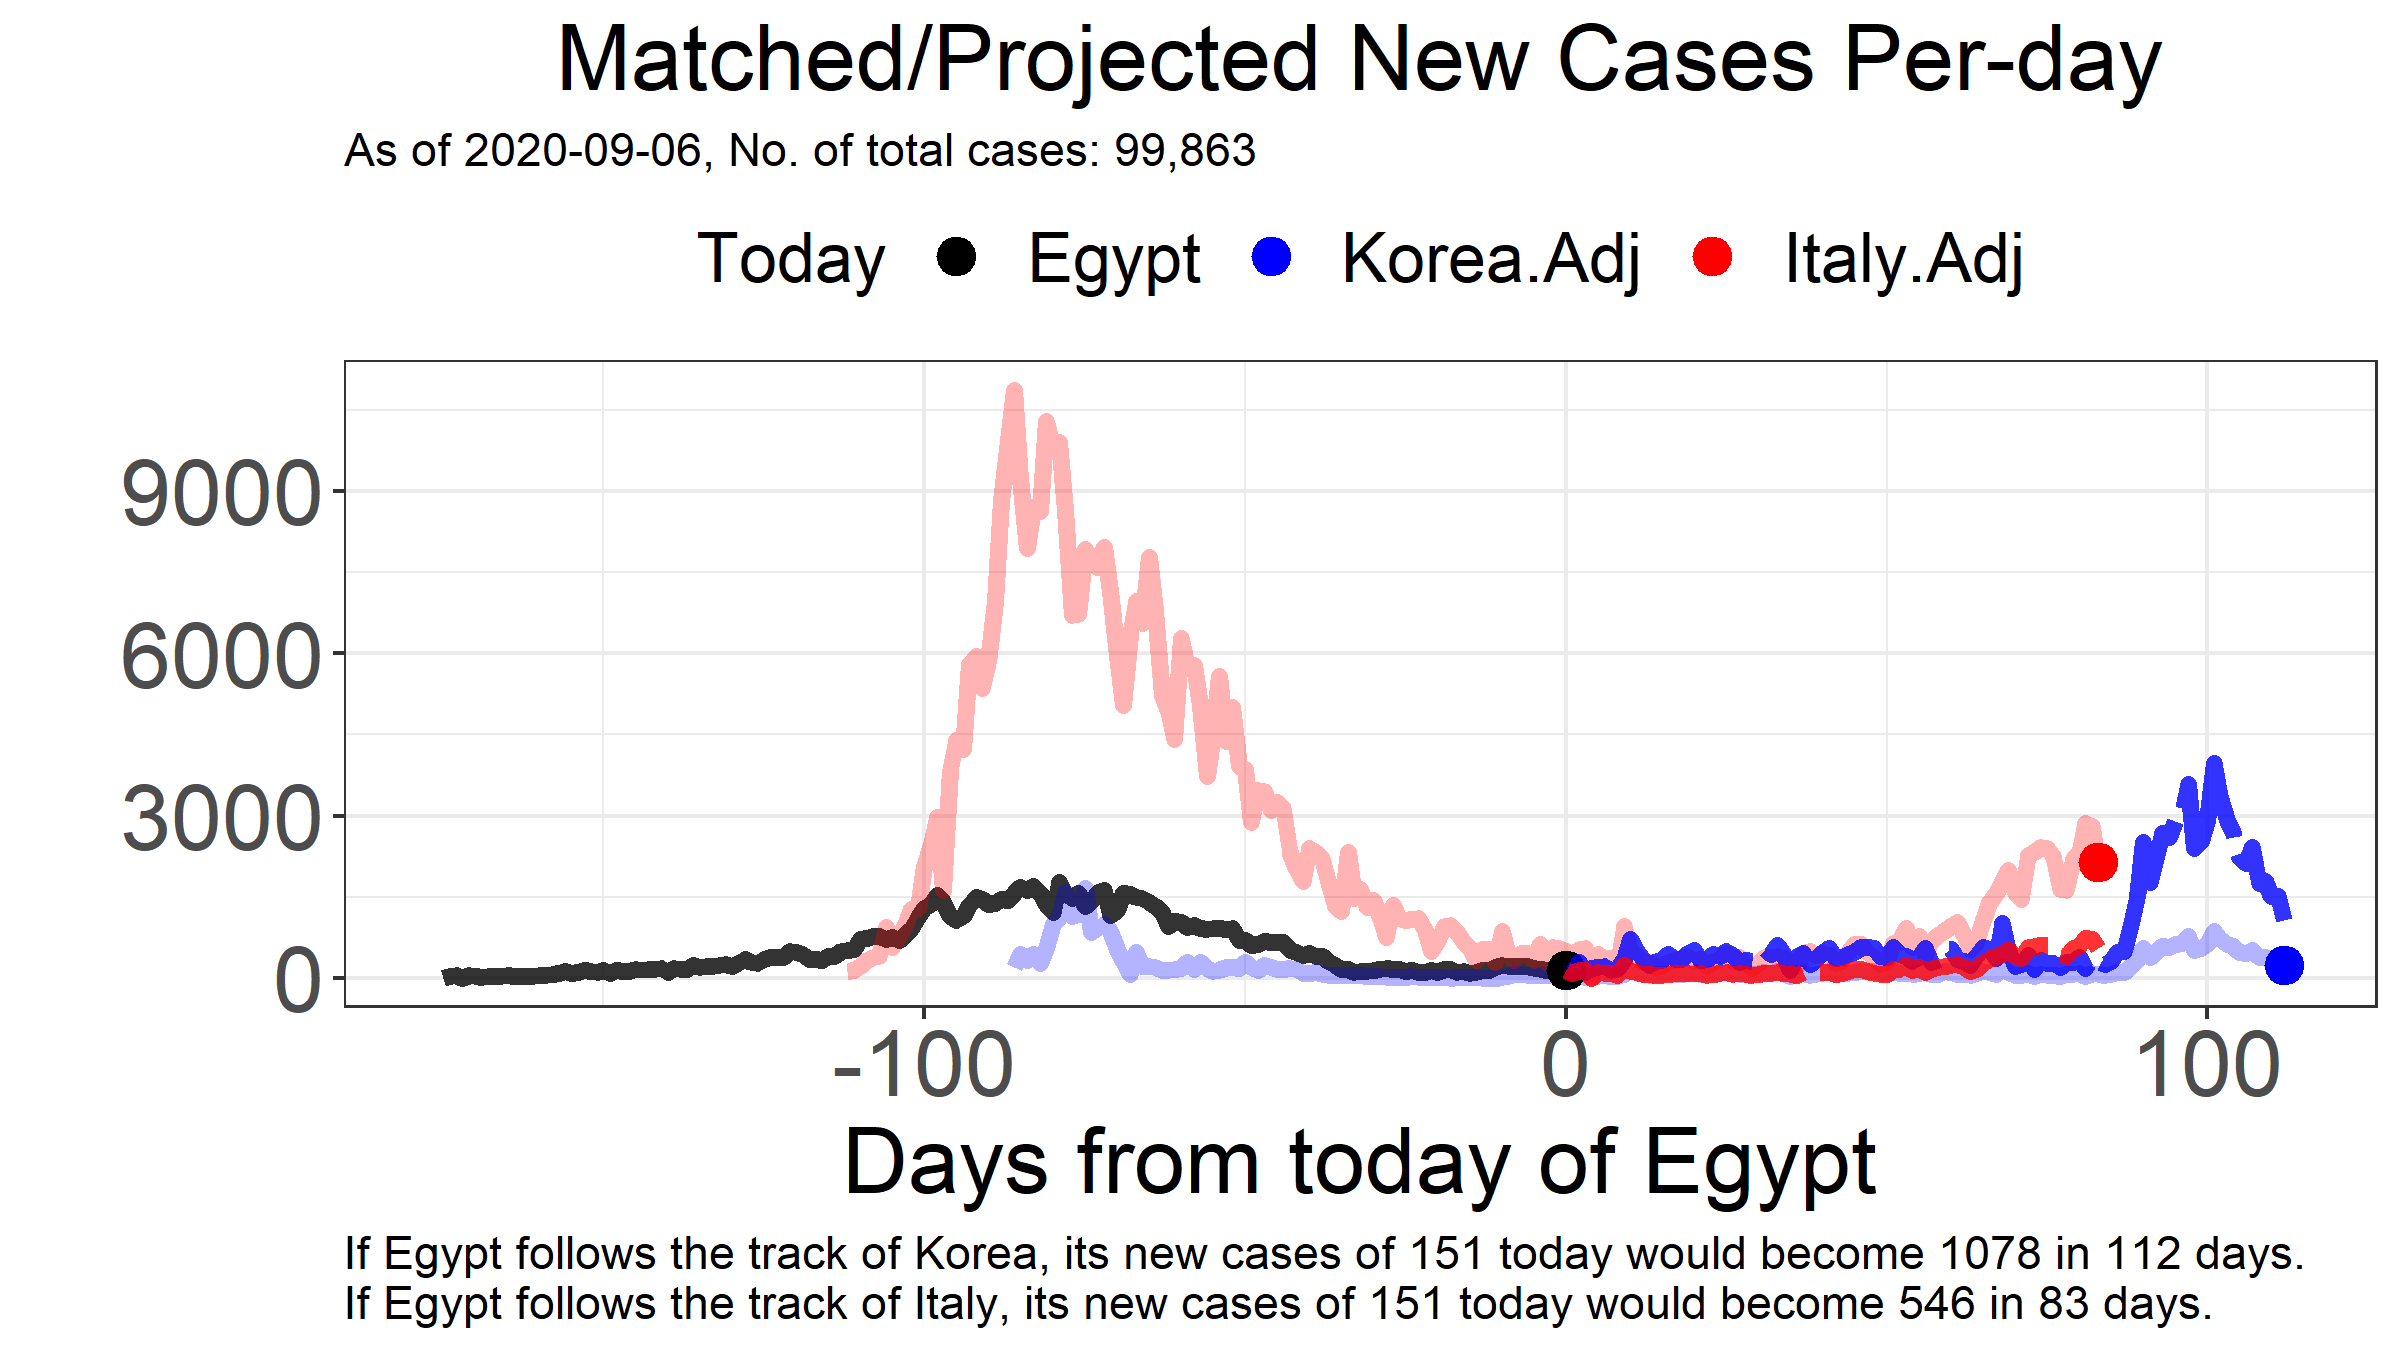 Matched/Projected New Cases Per-day
As of 2020-09-06, No. of total cases: 99,863
Today Egypt Korea.Adj Italy.Adj
9000
6000
3000
0
-100 0 100
Days from today of Egypt
If Egypt follows the track of Korea, its new cases of 151 today would become 1078 in 112 days.
If Egypt follows the track of Italy, its new cases of 151 today would become 546 in 83 days.